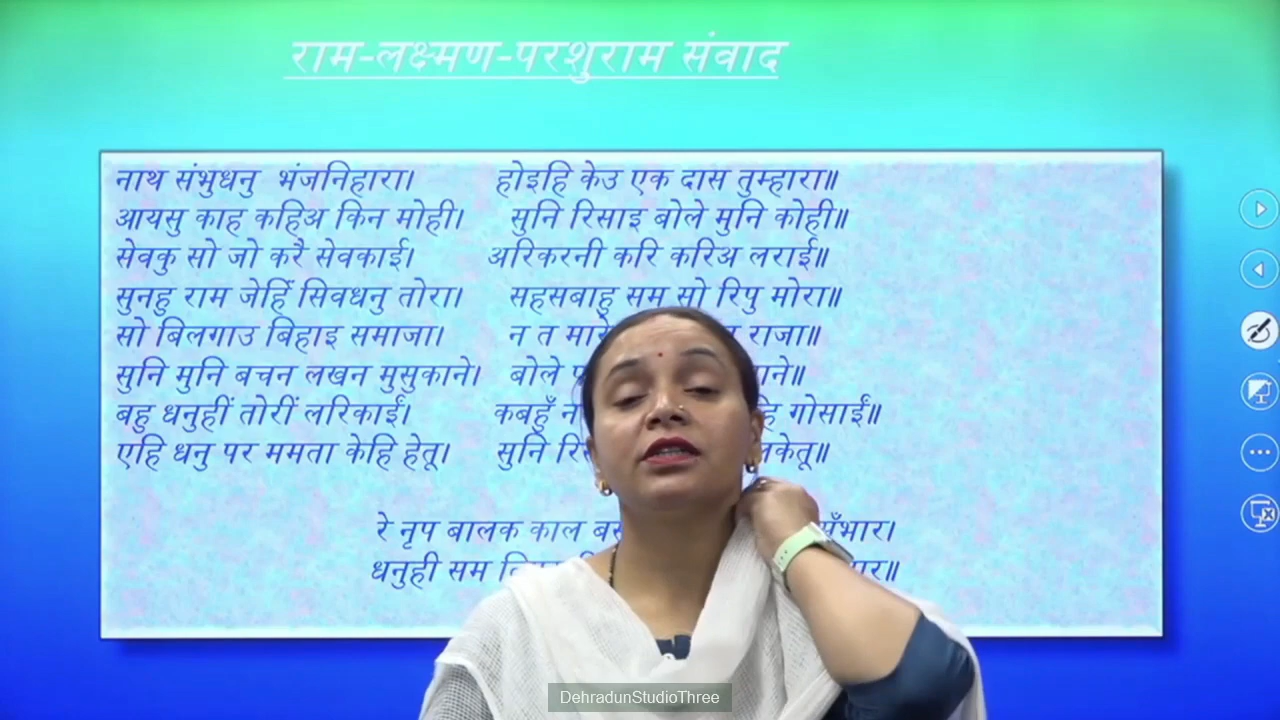 राम-लक्ष्मण-परशुराम संवाद
नाथ संभुधनु भंजनिहारा। होइहि केउ एक दास तुम्हारा॥
आयसु काह कहिअ किन मोही। सुनि रिसाइ बोले मुनि कोही॥
सेवकु सो जो करै सेवकाई। अरिकरनी करि करिअ लराई॥
सुनहु राम जेहिँ सिवधनु तोरा। सहसबाहु सम सो रिपु मोरा॥
सो बिलगाउ बिहाइ समाजा। न त राजा॥
सुनि मुनि बचन लखन मुसुकाने। बोले
बहु धनुहीं तोरीं लरिकाईं। कबहुँ गोसाईं॥
एहि धनु पर ममता केहि हेतू। सुनि
रे नृप बालक काल
धनुही सम
DehradunStudioThree